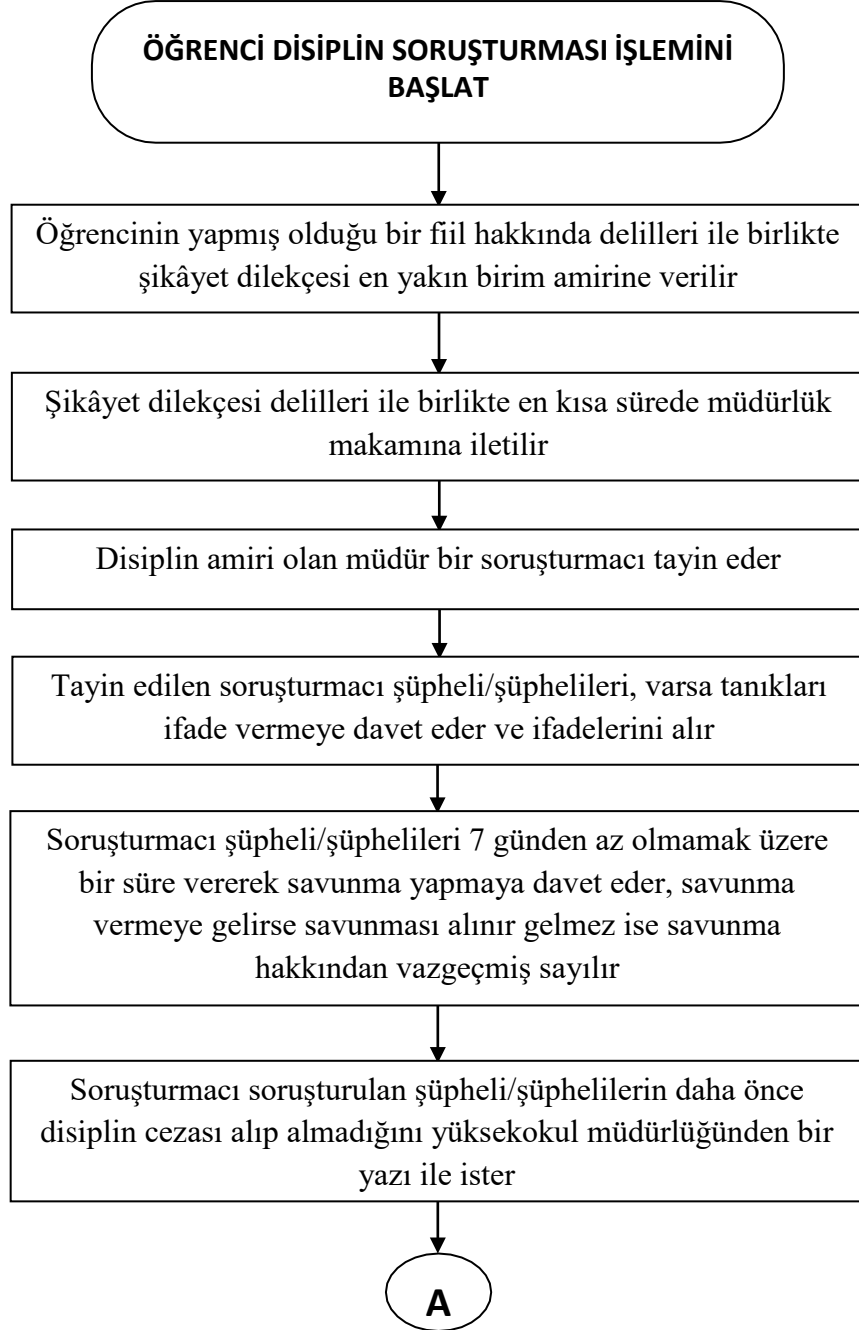 ÖĞRENCİ DİSİPLİN SORUŞTURMASI İŞLEMİNİ
BAŞLAT
Öğrencinin yapmış olduğu bir fiil hakkında delilleri ile birlikte
şikâyet dilekçesi en yakın birim amirine verilir
Şikâyet dilekçesi delilleri ile birlikte en kısa sürede müdürlük
makamına iletilir
Disiplin amiri olan müdür bir soruşturmacı tayin eder
Tayin edilen soruşturmacı şüpheli/şüphelileri, varsa tanıkları
ifade vermeye davet eder ve ifadelerini alır
Soruşturmacı şüpheli/şüphelileri 7 günden az olmamak üzere
bir süre vererek savunma yapmaya davet eder, savunma
vermeye gelirse savunması alınır gelmez ise savunma
hakkından vazgeçmiş sayılır
Soruşturmacı soruşturulan şüpheli/şüphelilerin daha önce
disiplin cezası alıp almadığını yüksekokul müdürlüğünden bir
yazı ile ister
A